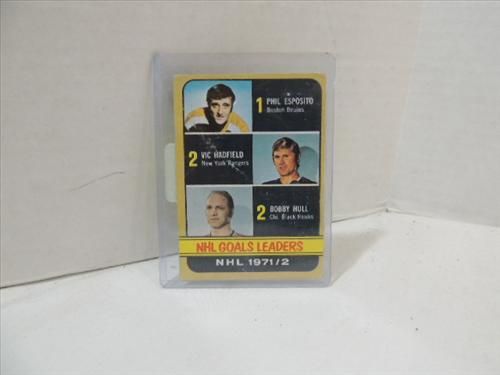 1 PHIL ESPOSITO
Boston Bruins
2 VIC HADFIELD
New York Rangers
2 BOBBY HULL
Chi. Black Hawks
NHL GOALS LEADERS
NHL 1971/2